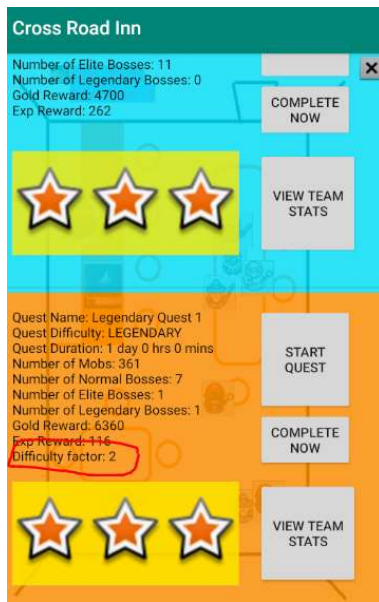 Cross Road Inn
Number of Elite Bosses: 11
Number of Legendary Bosses: 0
Gold Reward: 4700
Exp Reward: 262
COMPLETE
NOW
VIEW TEAM
STATS
Quest Name: Legendary Quest 1
Quest Difficulty: LEGENDARY
Quest Duration: 1 day 0 hrs 0 mins
Number of Mobs: 361
Number of Normal Bosses: 7
Number of Elite Bosses: 1
Number of Legendary Bosses: 1
Gold Reward: 6360
Exp Reward: 116
Difficulty factor: 2
START
QUEST
COMPLETE
NOW
VIEW TEAM
STATS